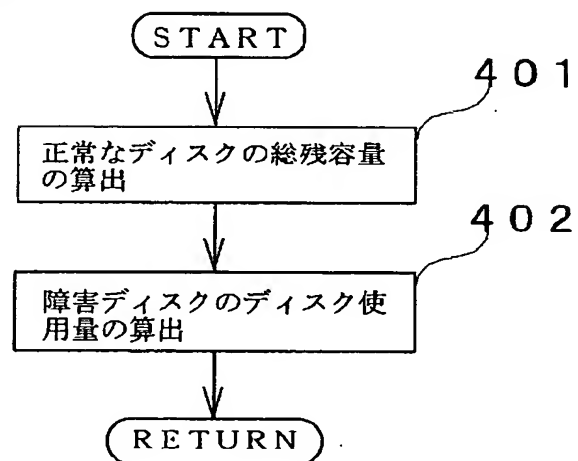 START
401
正常なディスクの総残容量
の算出
402
障害ディスクのディスク使
用量の算出
RETURN